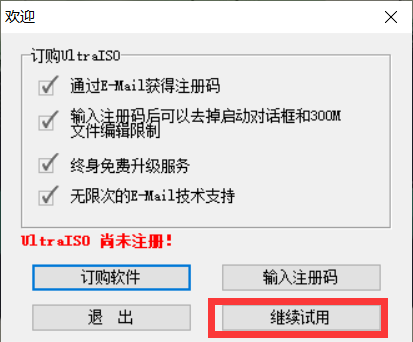 欢迎
订购UltraISO
通过E-Mail获得注册码
输入注册码后可以去掉启动对话框和300M
文件编辑限制
终身免费升级服务
无限次的E-Mail技术支持
UltraISO 尚未注册!
订购软件
输入注册码
退 出
继续试用